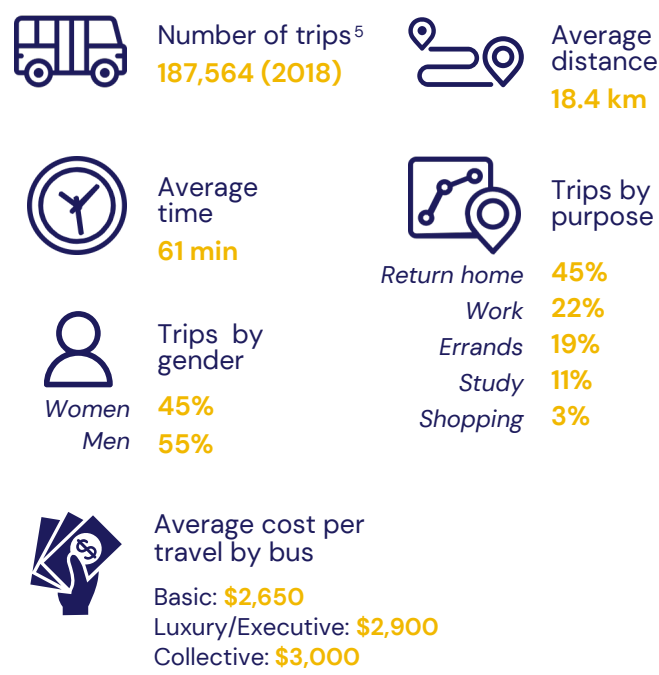 Number of trips⁵
187,564 (2018)
Average
distance
18.4 km
Average
time
61 min
Trips by
purpose
Return home 45%
Work 22%
Errands 19%
Study 11%
Shopping 3%
Trips by
gender
Women 45%
Men 55%
$
Average cost per
travel by bus
Basic: $2,650
Luxury/Executive: $2,900
Collective: $3,000